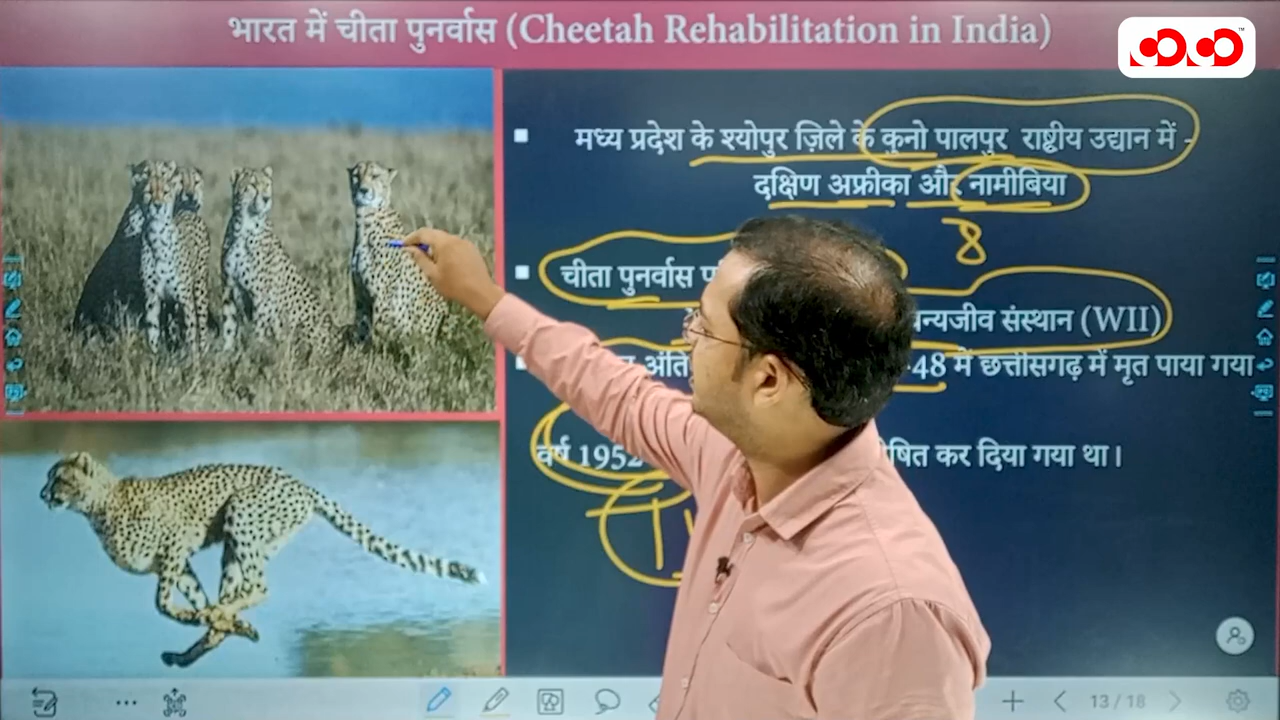 भारत में चीता पुनर्वास (Cheetah Rehabilitation in India)
मध्य प्रदेश के श्योपुर ज़िले के कुनो पालपुर राष्ट्रीय उद्यान में -
दक्षिण अफ्रीका और नामीबिया
8
चीता पुनर्वास
वन्यजीव संस्थान (WII)
48 में छत्तीसगढ़ में मृत पाया गया
वर्ष 1952 कर दिया गया था।
13 / 18